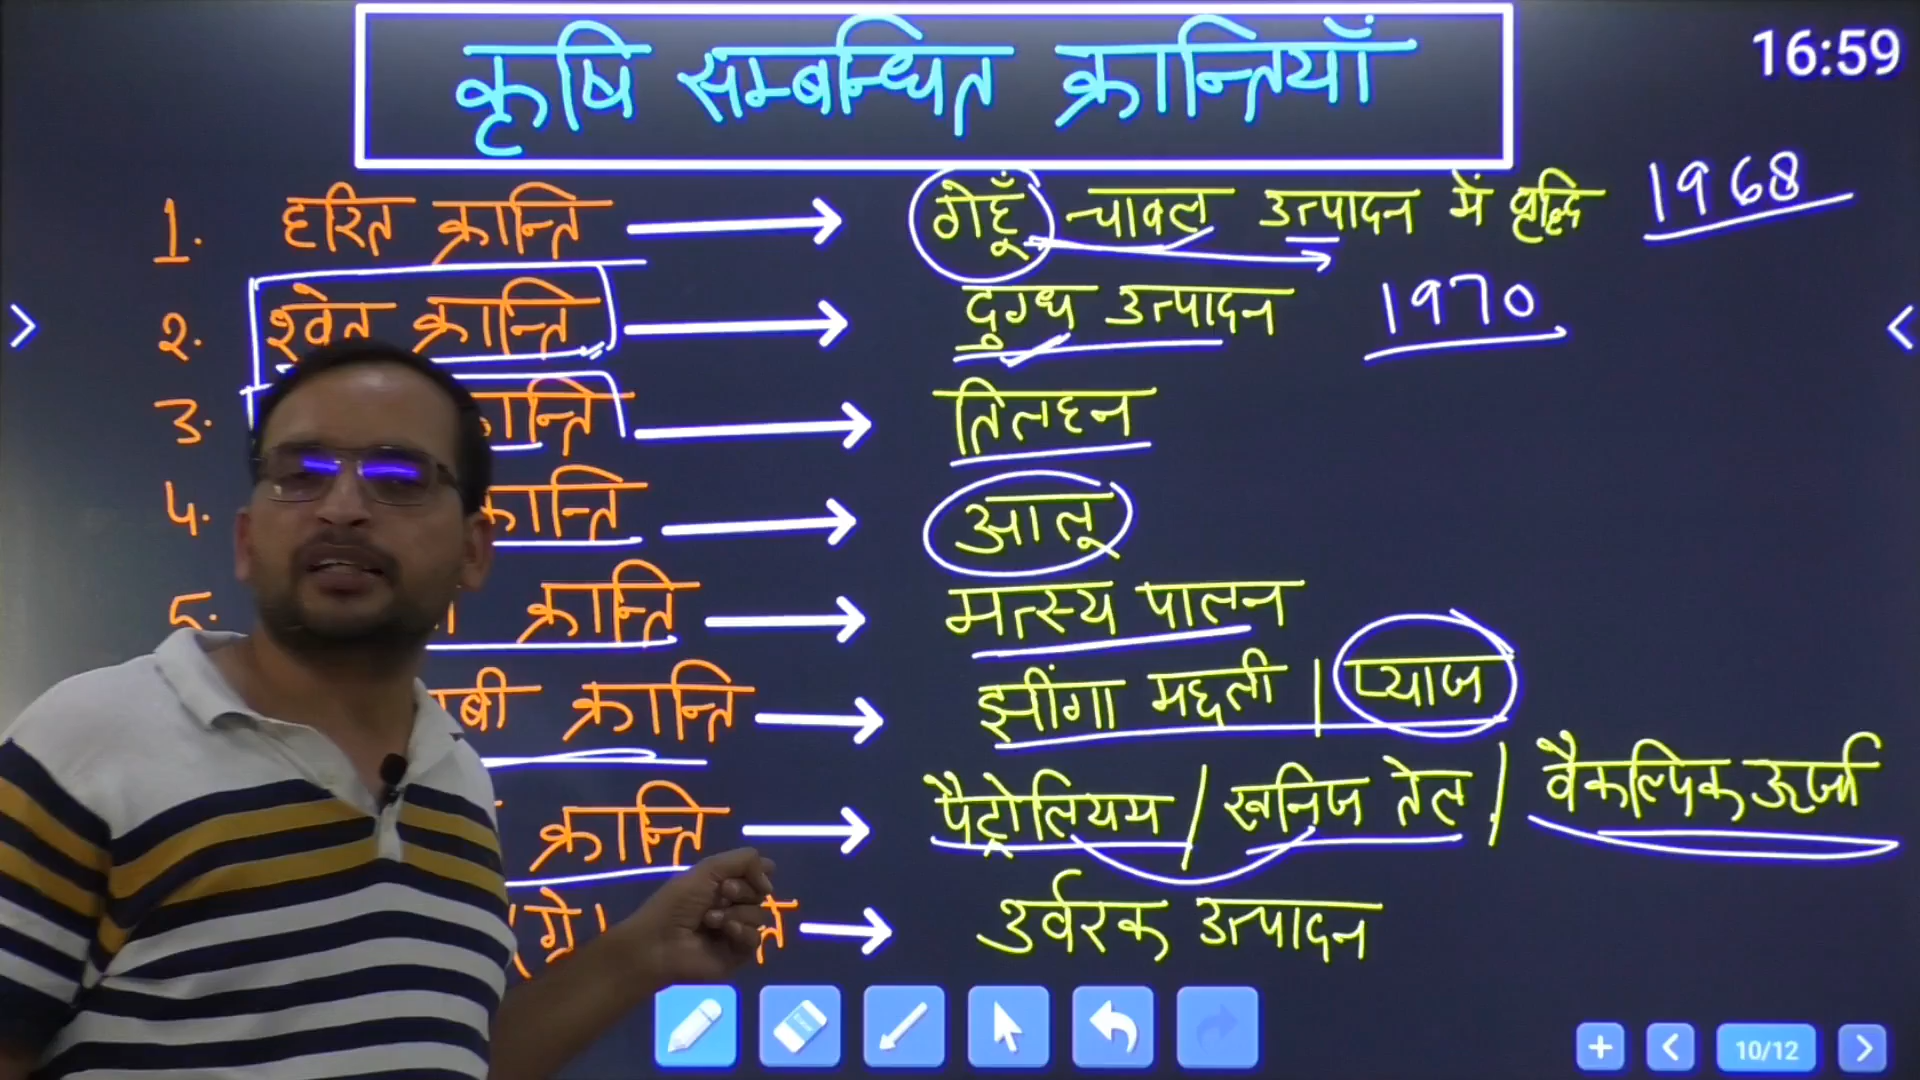 कृषि सम्बन्धित क्रान्तियाँ
16:59
1. हरित क्रान्ति → गेहूँ चावल उत्पादन में वृद्धि 1968
2. श्वेत क्रान्ति → दुग्ध उत्पादन 1970
3. → तिलहन
4. → आलू
5. क्रान्ति → मत्स्य पालन
क्रान्ति → झींगा मछली | प्याज
क्रान्ति → पैट्रोलियम / खनिज तेल / वैकल्पिक ऊर्जा
(ग्रे) → उर्वरक उत्पादन
10/12